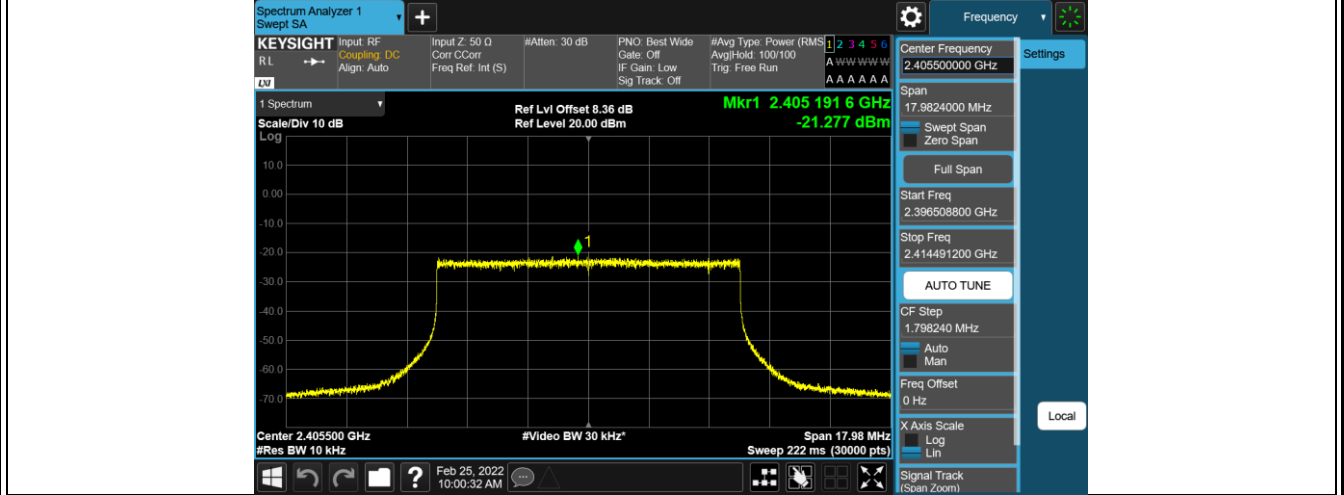 Spectrum Analyzer 1
Swept SA
Frequency
KEYSIGHT
R L
LXI
Input: RF
Coupling: DC
Align: Auto
Input Z: 50 Ω
Corr CCorr
Freq Ref: Int (S)
#Atten: 30 dB
PNO: Best Wide
Gate: Off
IF Gain: Low
Sig Track: Off
#Avg Type: Power (RMS
Avg|Hold: 100/100
Trig: Free Run
1 2 3 4 5 6
A W W W W W
A A A A A A
1 Spectrum
Scale/Div 10 dB
Log
Ref Lvl Offset 8.36 dB
Ref Level 20.00 dBm
Mkr1 2.405 191 6 GHz
-21.277 dBm
10.0
0.00
-10.0
-20.0
-30.0
-40.0
-50.0
-60.0
-70.0
1
Center 2.405500 GHz
#Res BW 10 kHz
#Video BW 30 kHz*
Span 17.98 MHz
Sweep 222 ms (30000 pts)
Feb 25, 2022
10:00:32 AM
Center Frequency
2.405500000 GHz
Span
17.9824000 MHz
Swept Span
Zero Span
Full Span
Start Freq
2.396508800 GHz
Stop Freq
2.414491200 GHz
AUTO TUNE
CF Step
1.798240 MHz
Auto
Man
Freq Offset
0 Hz
X Axis Scale
Log
Lin
Signal Track
(Span Zoom)
Settings
Local